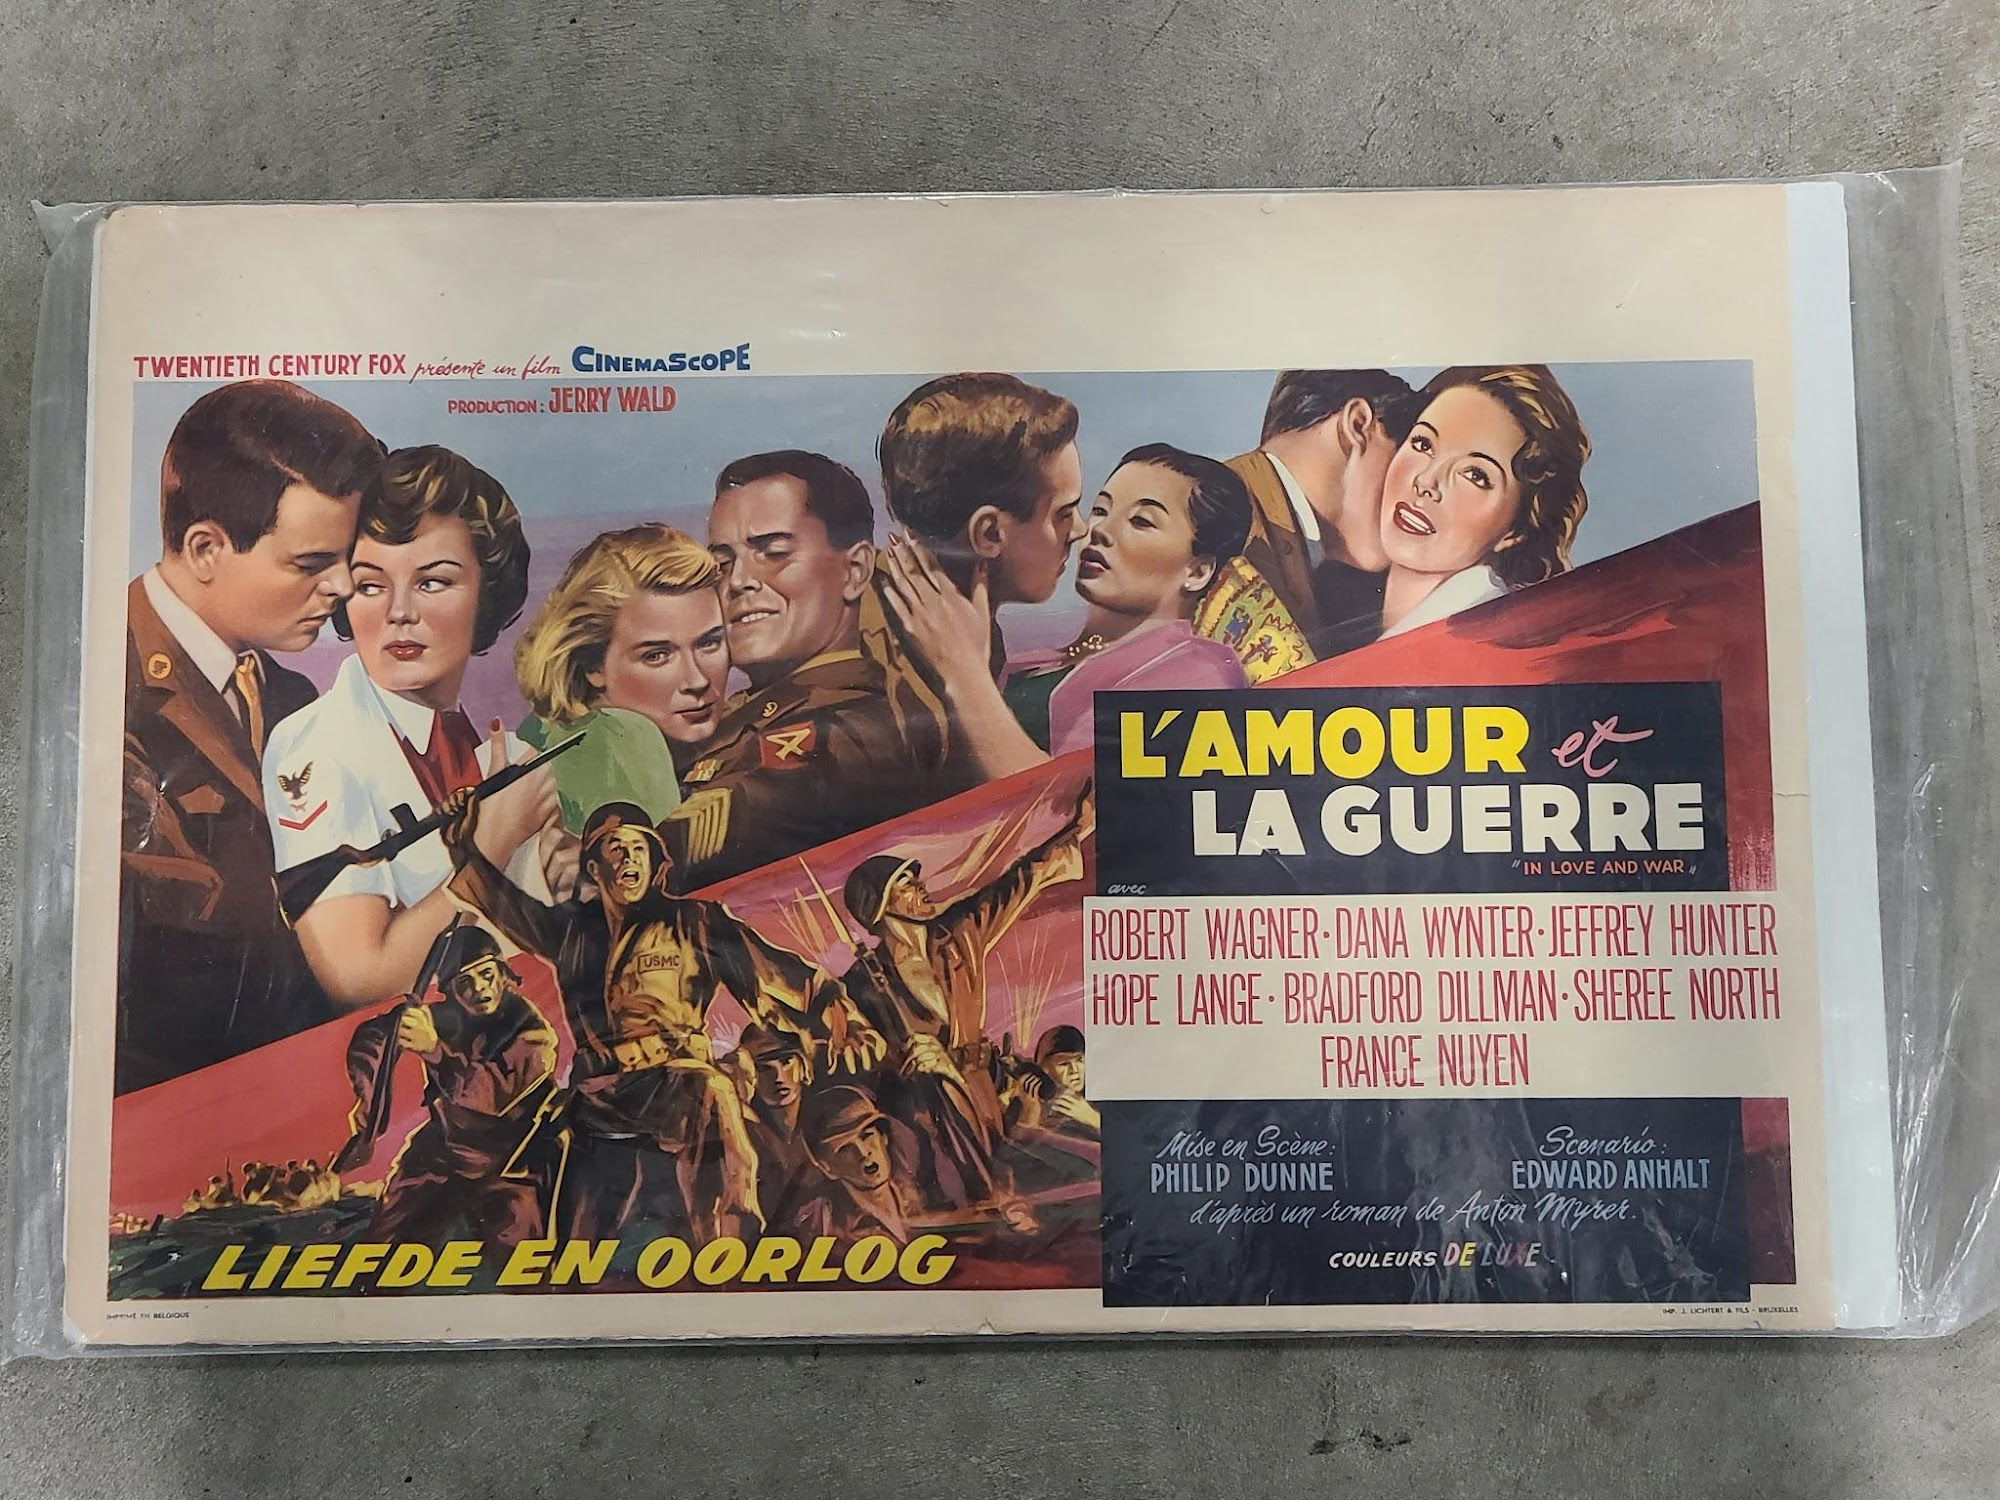 TWENTIETH CENTURY FOX présente un film CINEMASCOPE
PRODUCTION: JERRY WALD
USMC
L'AMOUR et
LA GUERRE
"IN LOVE AND WAR"
avec
ROBERT WAGNER · DANA WYNTER · JEFFREY HUNTER
HOPE LANGE · BRADFORD DILLMAN · SHEREE NORTH
FRANCE NUYEN
Mise en Scène:
PHILIP DUNNE
Scenario:
EDWARD ANHALT
d'après un roman de Anton Myrer.
COULEURS DE LUXE
LIEFDE EN OORLOG
IMPRIMÉ EN BELGIQUE
IMP. J. LICHTERT & FILS - BRUXELLES